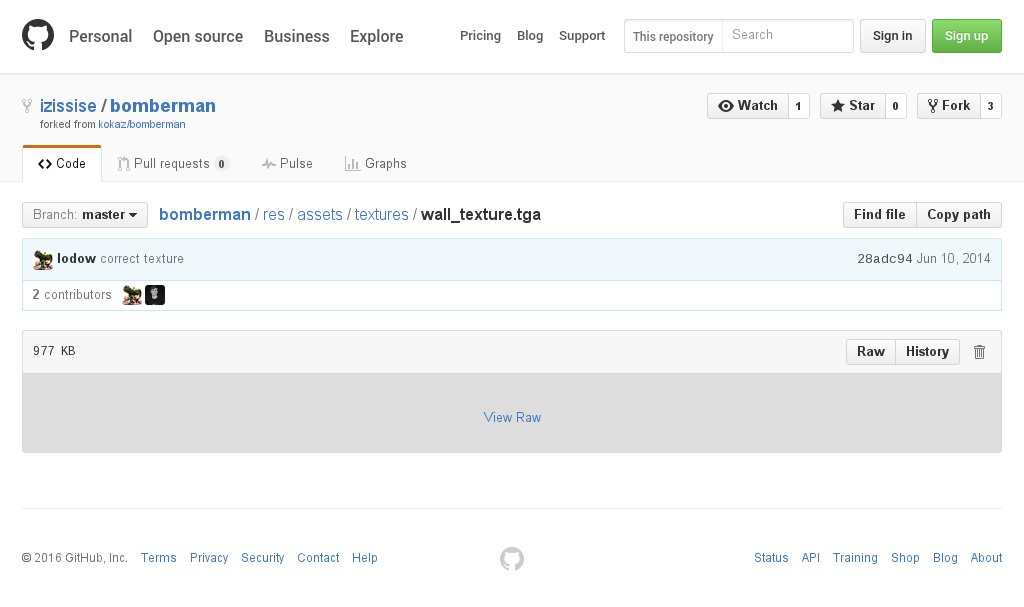 Personal Open source Business Explore Pricing Blog Support This repository Search Sign in Sign up
izissise / bomberman Watch 1 Star 0 Fork 3
forked from kokaz/bomberman
Code Pull requests 0 Pulse Graphs
Branch: master bomberman / res / assets / textures / wall_texture.tga Find file Copy path
lodow correct texture 28adc94 Jun 10, 2014
2 contributors
977 KB Raw History
View Raw
© 2016 GitHub, Inc. Terms Privacy Security Contact Help Status API Training Shop Blog About